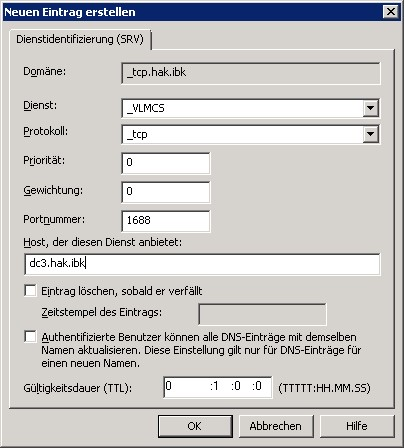 Neuen Eintrag erstellen
Dienstidentifizierung (SRV)
Domäne: _tcp.hak.ibk
Dienst: _VLMCS
Protokoll: _tcp
Priorität: 0
Gewichtung: 0
Portnummer: 1688
Host, der diesen Dienst anbietet:
dc3.hak.ibk
Eintrag löschen, sobald er verfällt
Zeitstempel des Eintrags:
Authentifizierte Benutzer können alle DNS-Einträge mit demselben
Namen aktualisieren. Diese Einstellung gilt nur für DNS-Einträge für
einen neuen Namen.
Gültigkeitsdauer (TTL): 0 :1 :0 :0 (TTTTT:HH.MM.SS)
OK Abbrechen Hilfe